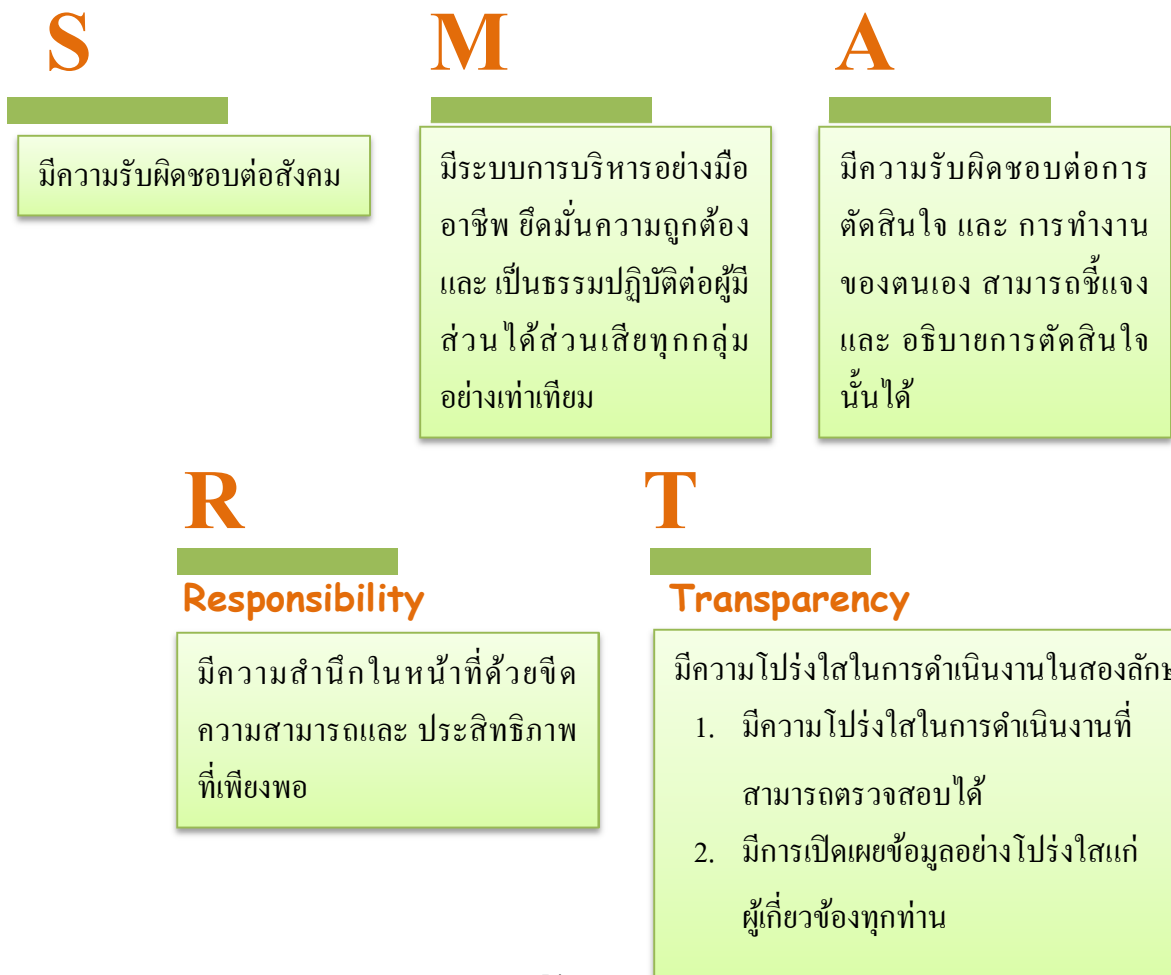 S
M
A
มีความรับผิดชอบต่อสังคม
มีระบบการบริหารอย่างมือ
อาชีพ ยึดมั่นความถูกต้อง
และ เป็นธรรมปฏิบัติต่อผู้มี
ส่วนได้ส่วนเสียทุกกลุ่ม
อย่างเท่าเทียม
มีความรับผิดชอบต่อการ
ตัดสินใจ และ การทำงาน
ของตนเอง สามารถชี้แจง
และ อธิบายการตัดสินใจ
นั้นได้
R
T
Responsibility
Transparency
มีความสำนึกในหน้าที่ด้วยขีด
ความสามารถและ ประสิทธิภาพ
ที่เพียงพอ
มีความโปร่งใสในการดำเนินงานในสอง
1. มีความโปร่งใสในการดำเนินงานที่
สามารถตรวจสอบได้
2. มีการเปิดเผยข้อมูลอย่างโปร่งใสแก่
ผู้เกี่ยวข้องทุกท่าน